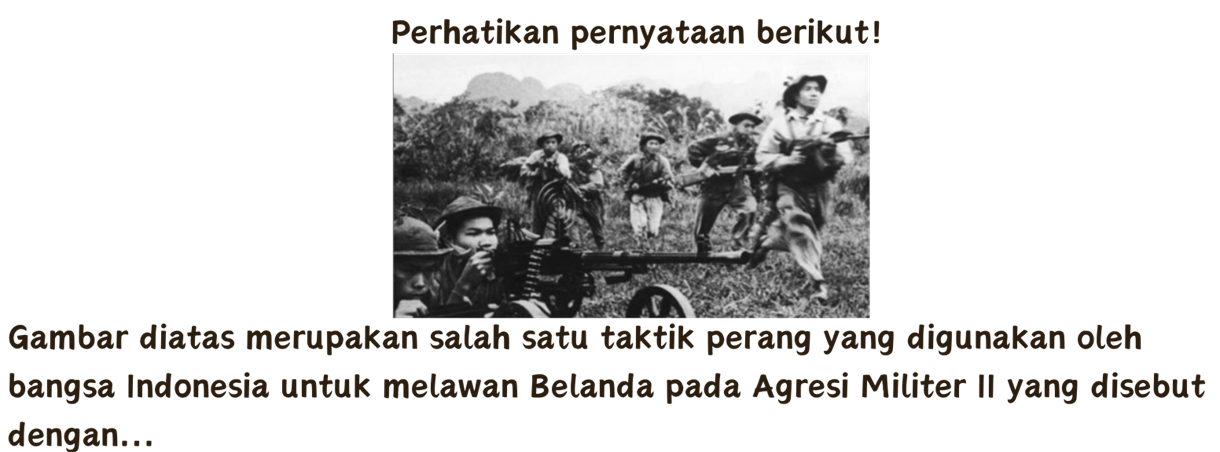 Perhatikan pernyataan berikut!
Gambar diatas merupakan salah satu taktik perang yang digunakan oleh
bangsa Indonesia untuk melawan Belanda pada Agresi Militer II yang disebut
dengan...